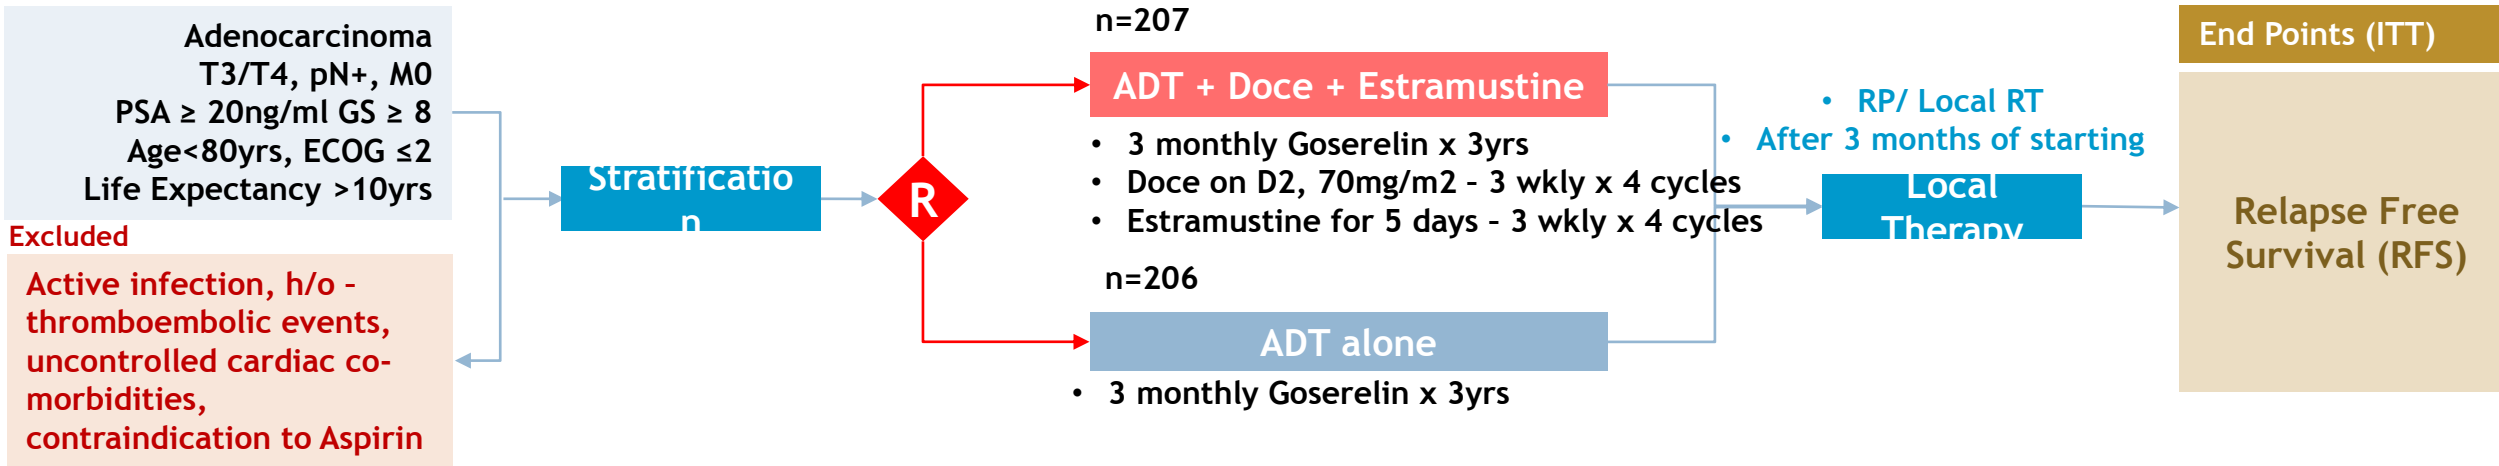 Adenocarcinoma
T3/T4, pN+, M0
PSA ≥ 20ng/ml GS ≥ 8
Age<80yrs, ECOG ≤2
Life Expectancy >10yrs
Excluded
Active infection, h/o –
thromboembolic events,
uncontrolled cardiac co-
morbidities,
contraindication to Aspirin
Stratificatio
n
R
n=207
ADT + Doce + Estramustine
• 3 monthly Goserelin x 3yrs
• Doce on D2, 70mg/m2 – 3 wkly x 4 cycles
• Estramustine for 5 days – 3 wkly x 4 cycles
n=206
ADT alone
• 3 monthly Goserelin x 3yrs
• RP/ Local RT
• After 3 months of starting
Local
Therapy
End Points (ITT)
Relapse Free
Survival (RFS)